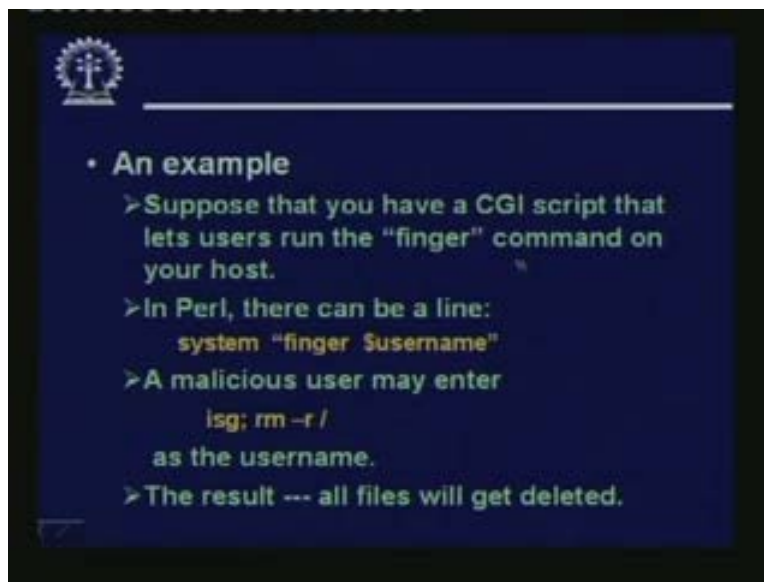 • An example
➢Suppose that you have a CGI script that
lets users run the “finger” command on
your host.
➢In Perl, there can be a line:
system “finger $username”
➢A malicious user may enter
isg; rm –r /
as the username.
➢The result --- all files will get deleted.